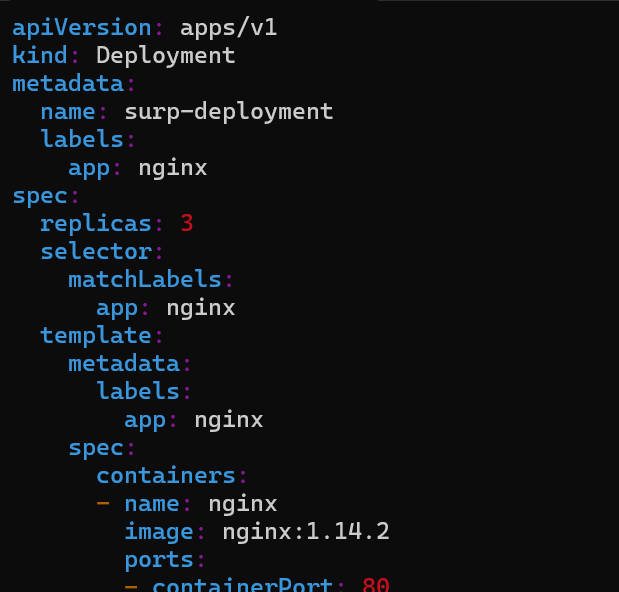 apiVersion: apps/v1
kind: Deployment
metadata:
  name: surp-deployment
  labels:
    app: nginx
spec:
  replicas: 3
  selector:
    matchLabels:
      app: nginx
  template:
    metadata:
      labels:
        app: nginx
    spec:
      containers:
      - name: nginx
        image: nginx:1.14.2
        ports:
        - containerPort: 80